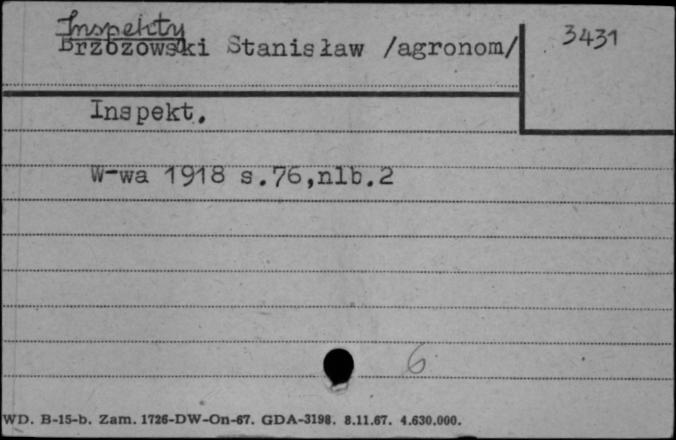 Inspekty
Brzozowski Stanisław /agronom/
3431
Inspekt.
W-wa 1918 s.76,nlb.2
6
WD. B-15-b. Zam. 1726-DW-On-67. GDA-3198. 8.11.67. 4.630.000.